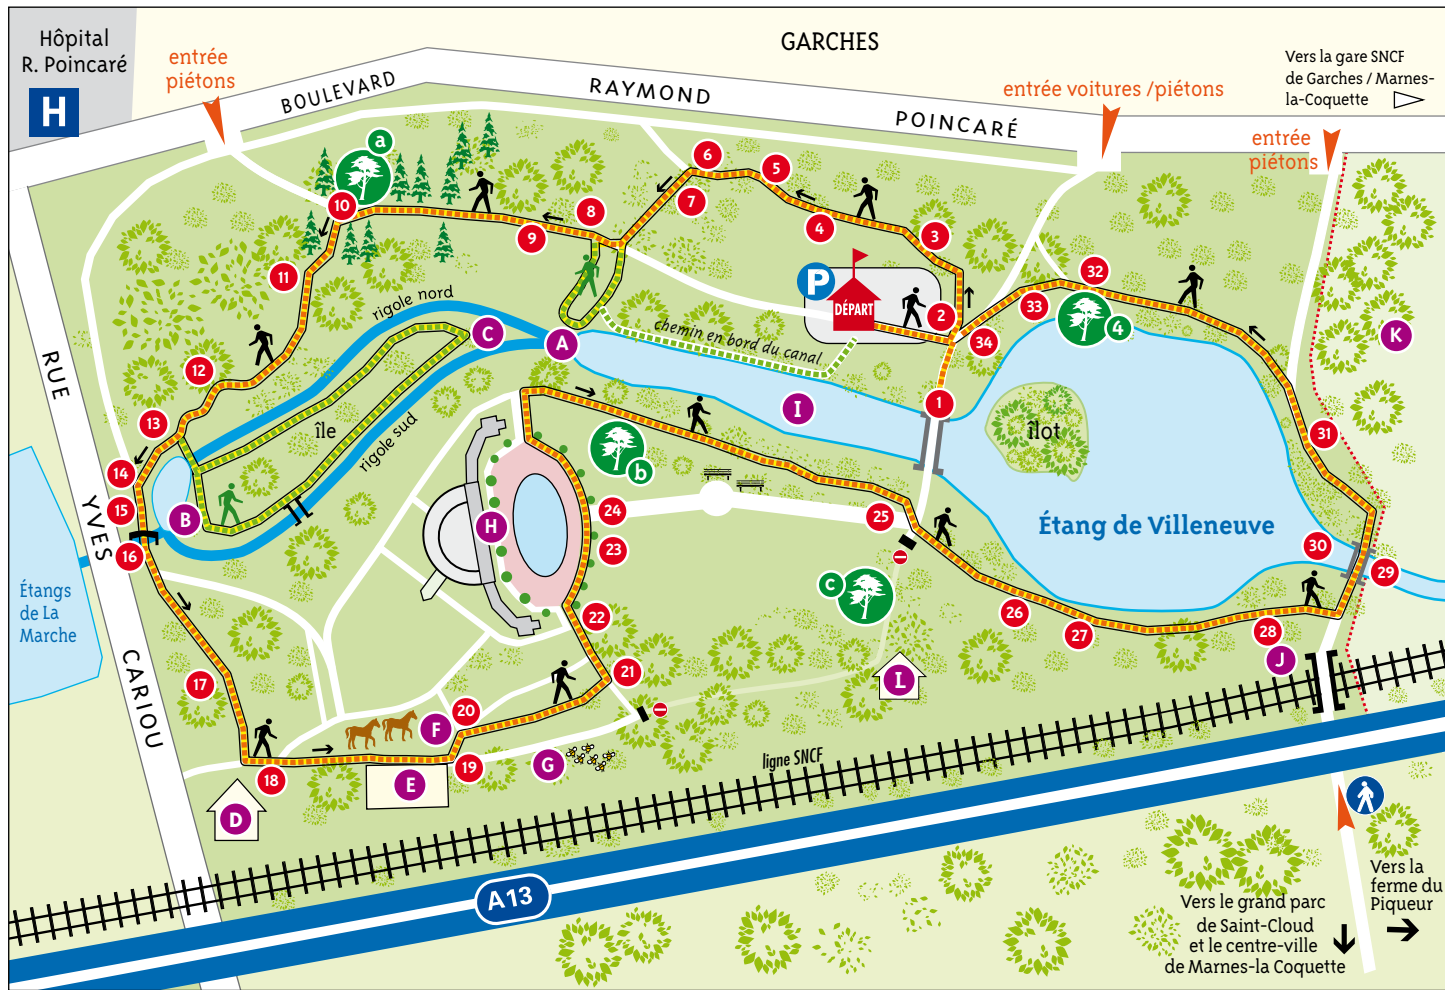 Hôpital
R. Poincaré
H
entrée
piétons
GARCHES
BOULEVARD
RAYMOND
POINCARÉ
entrée voitures /piétons
Vers la gare SNCF
de Garches / Marnes-
la-Coquette
entrée
piétons
a
6
5
10
7
8
9
4
3
11
P
DÉPART
2
32
33
4
34
K
rigole nord
C
A
chemin en bord du canal
I
1
îlot
RUE
YVES
CARIOU
12
13
14
15
16
B
île
rigole sud
b
H
24
23
25
31
Étang de Villeneuve
30
29
Étangs
de La
Marche
c
22
26
27
28
J
17
21
L
20
F
18
19
G
E
D
ligne SNCF
A13
Vers le grand parc
de Saint-Cloud
et le centre-ville
de Marnes-la Coquette
Vers la
ferme du
Piqueur